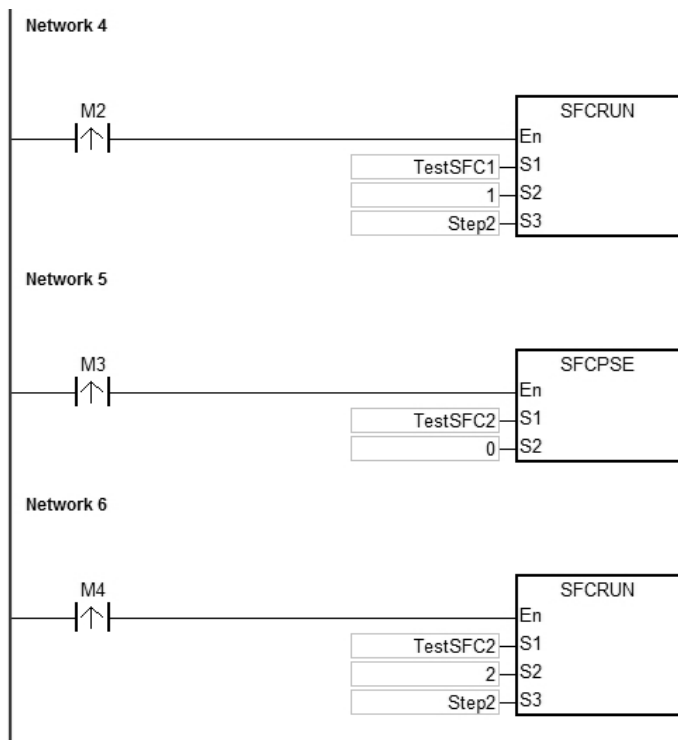 Network 4
M2
SFCRUN
En
TestSFC1 S1
1 S2
Step2 S3
Network 5
M3
SFCPSE
En
TestSFC2 S1
0 S2
Network 6
M4
SFCRUN
En
TestSFC2 S1
2 S2
Step2 S3